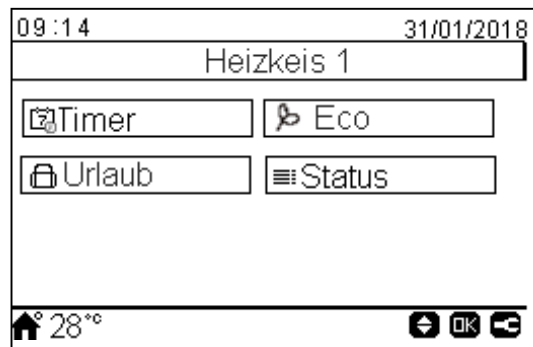 09:14 31/01/2018
Heizkeis 1
Timer Eco
Urlaub Status
28°c
OK